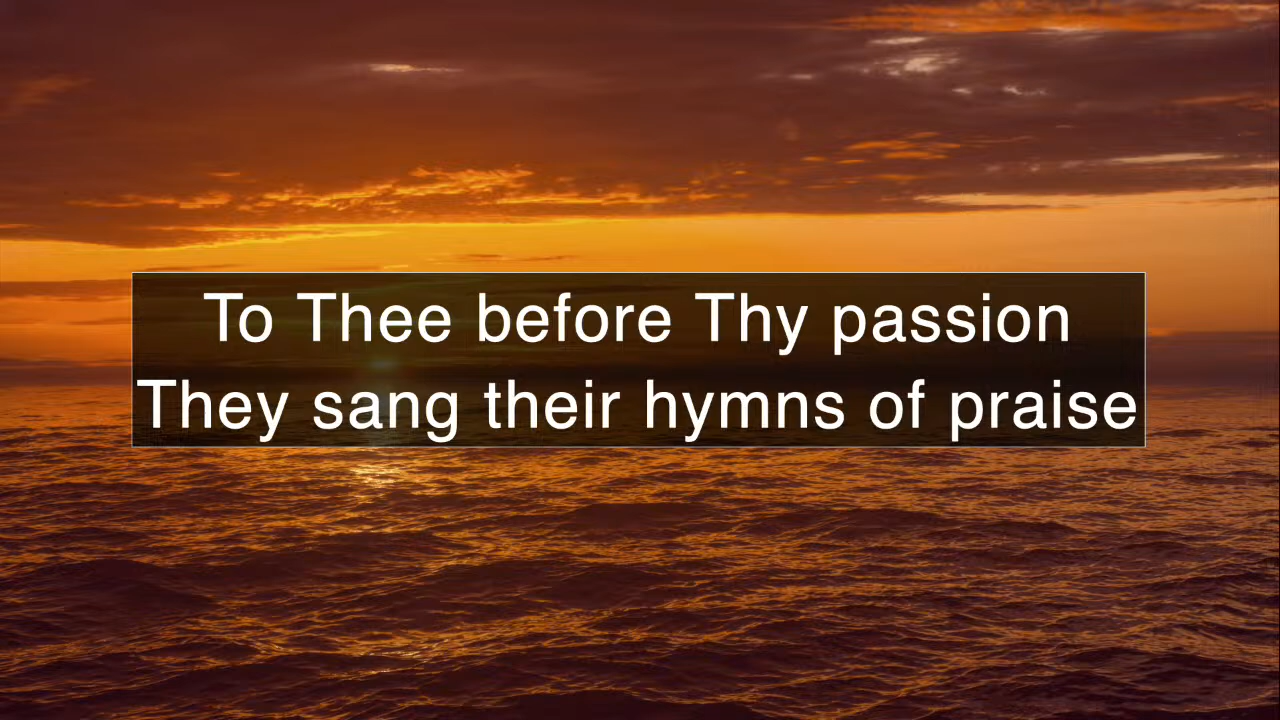 To Thee before Thy passion
They sang their hymns of praise